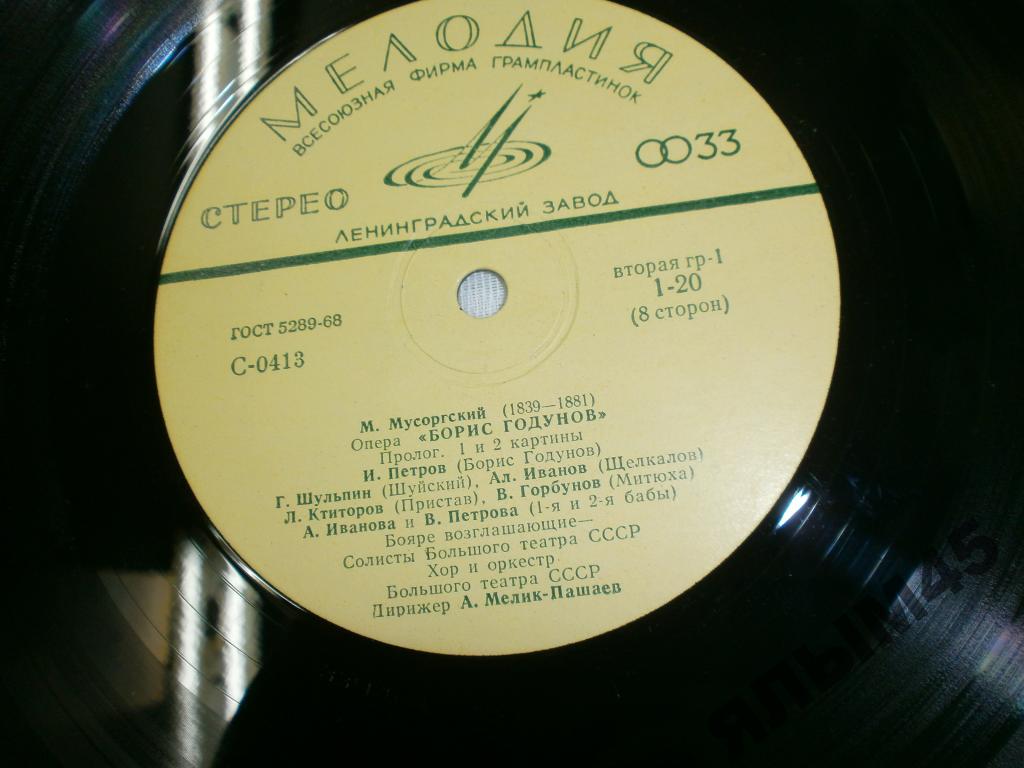 МЕЛОДИЯ
ВСЕСОЮЗНАЯ ФИРМА ГРАМПЛАСТИНОК
СТЕРЕО
33
ЛЕНИНГРАДСКИЙ ЗАВОД
вторая гр-1
1-20
(8 сторон)
ГОСТ 5289-68
С-0413
М. Мусоргский (1839—1881)
Опера «БОРИС ГОДУНОВ»
Пролог. 1 и 2 картины
И. Петров (Борис Годунов)
Г. Шульпин (Шуйский), Ал. Иванов (Щелкалов)
Л. Ктиторов (Пристав), В. Горбунов (Митюха)
А. Иванова и В. Петрова (1-я и 2-я бабы)
Бояре возглашающие—
Солисты Большого театра СССР
Хор и оркестр
Большого театра СССР
Дирижер А. Мелик-Пашаев
ялым45